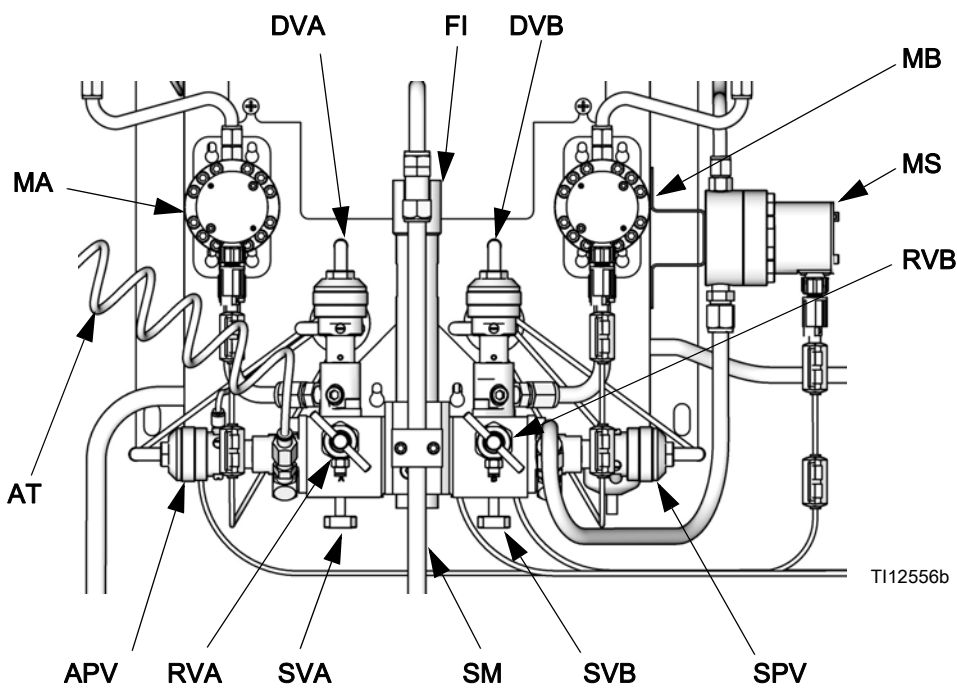 DVA FI DVB
MB
MA
MS
RVB
AT
TI12556b
APV RVA SVA SM SVB SPV